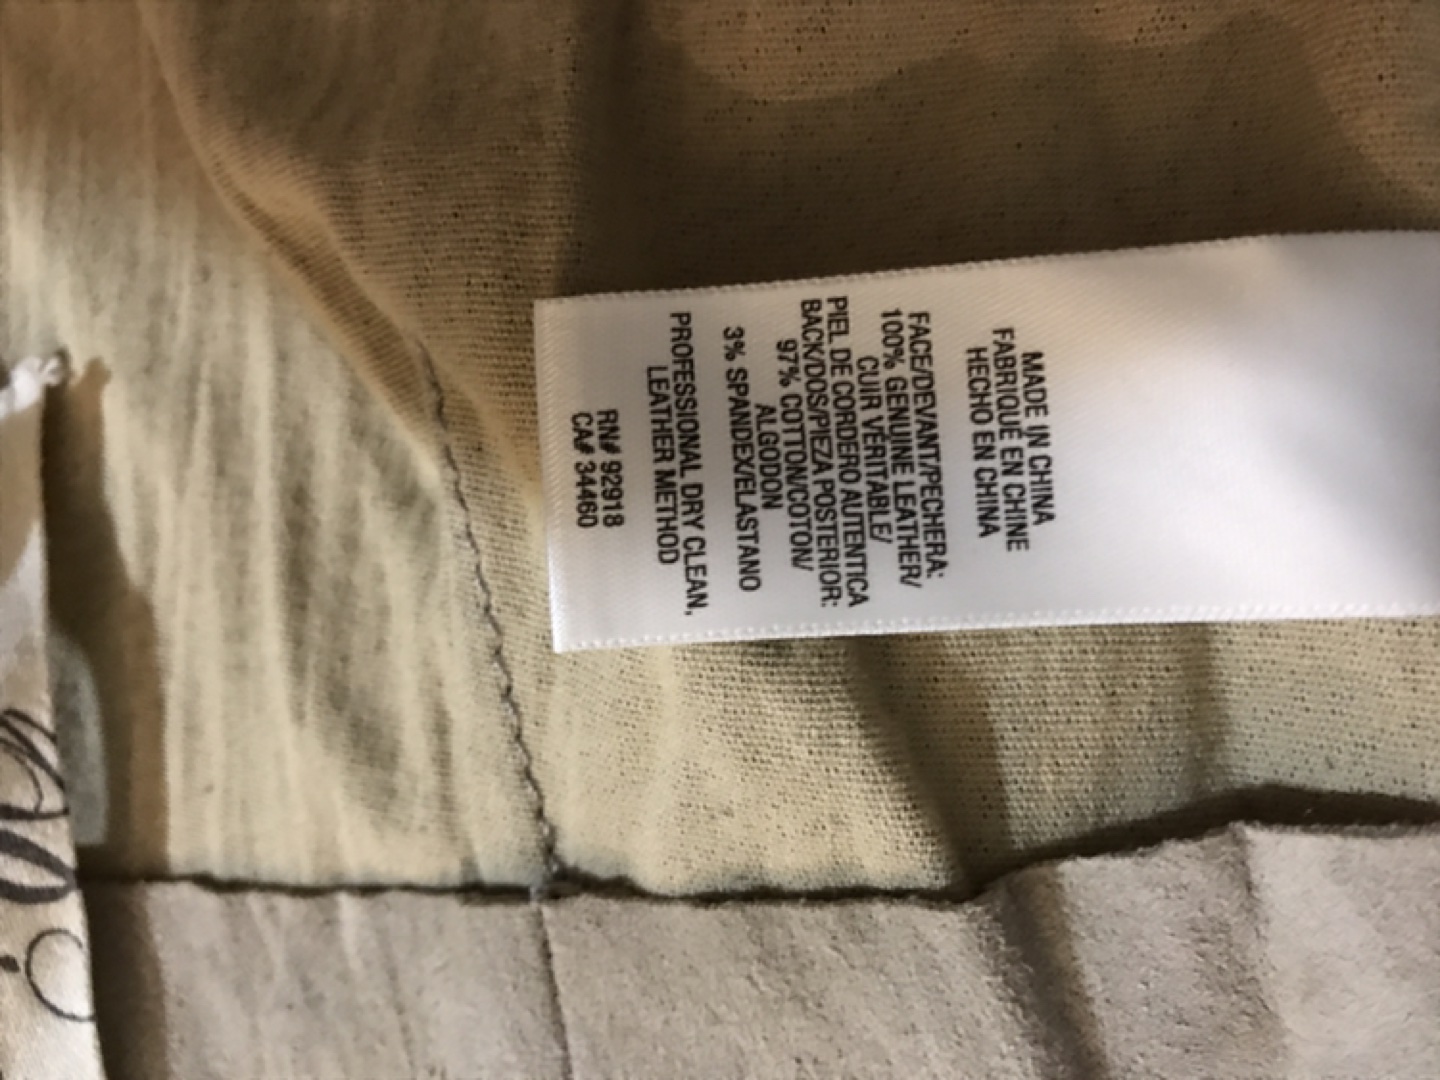 MADE IN CHINA
FABRIQUÉ EN CHINE
HECHO EN CHINA
FACE/DEVANT/PECHERA:
100% GENUINE LEATHER/
CUIR VÉRITABLE/
PIEL DE CORDERO AUTENTICA
BACK/DOS/PIEZA POSTERIOR:
97% COTTON/COTON/
ALGODON
3% SPANDEX/ELASTANO
PROFESSIONAL DRY CLEAN,
LEATHER METHOD
RN# 92918
CA# 34460